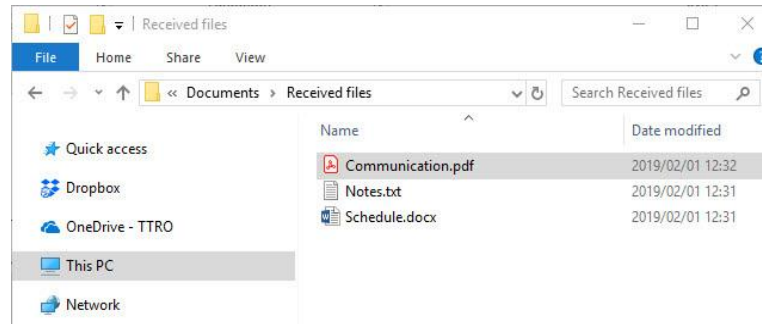 Received files
File Home Share View
« Documents > Received files
Search Received files
Name Date modified
Quick access
Communication.pdf 2019/02/01 12:32
Dropbox
Notes.txt 2019/02/01 12:31
OneDrive - TTRO
Schedule.docx 2019/02/01 12:31
This PC
Network